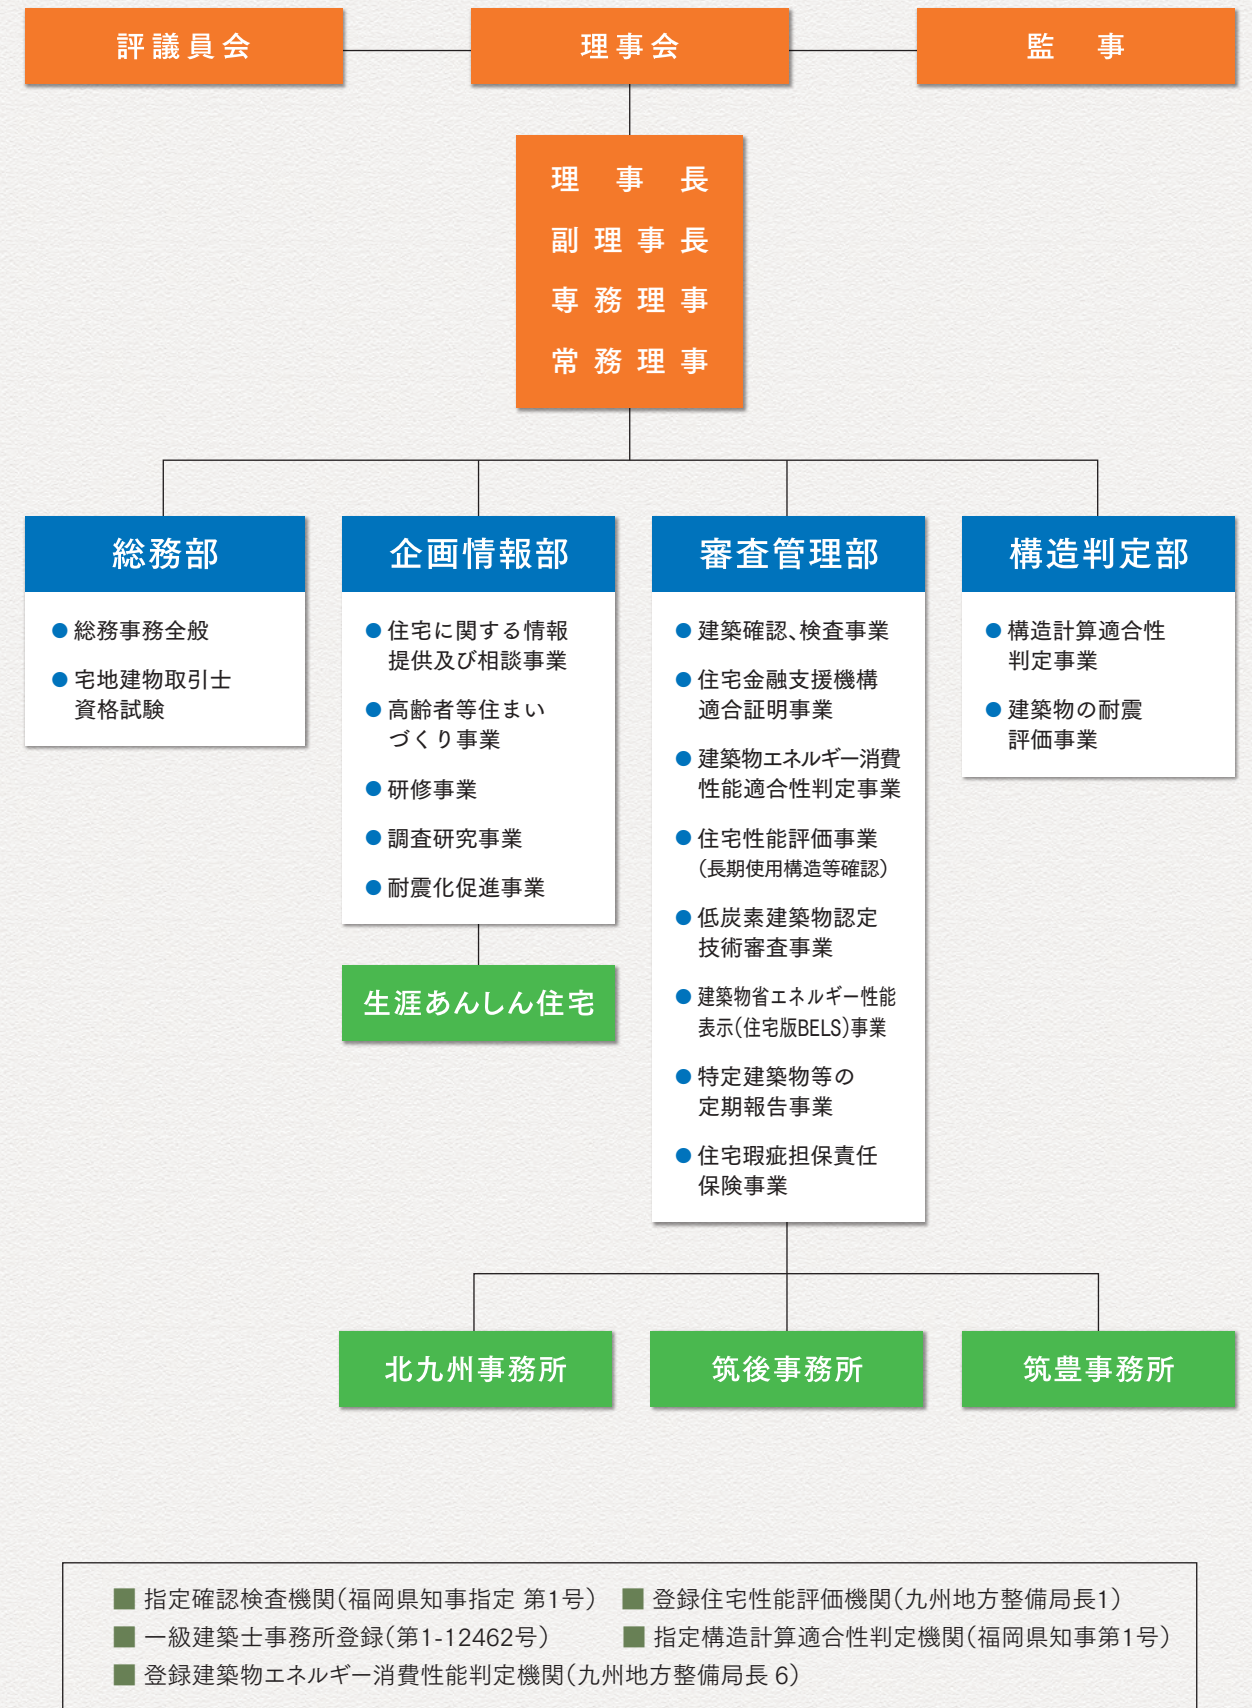 評議員会
理事会
監　事
理　事　長
副理事長
専務理事
常務理事
総務部
● 総務事務全般
● 宅地建物取引士
資格試験
企画情報部
● 住宅に関する情報
提供及び相談事業
● 高齢者等住まい
づくり事業
● 研修事業
● 調査研究事業
● 耐震化促進事業
生涯あんしん住宅
審査管理部
● 建築確認、検査事業
● 住宅金融支援機構
適合証明事業
● 建築物エネルギー消費
性能適合性判定事業
● 住宅性能評価事業
（長期使用構造等確認）
● 低炭素建築物認定
技術審査事業
● 建築物省エネルギー性能
表示（住宅版BELS）事業
● 特定建築物等の
定期報告事業
● 住宅瑕疵担保責任
保険事業
構造判定部
● 構造計算適合性
判定事業
● 建築物の耐震
評価事業
北九州事務所
筑後事務所
筑豊事務所
■ 指定確認検査機関（福岡県知事指定 第1号）
■ 登録住宅性能評価機関（九州地方整備局長1）
■ 一級建築士事務所登録（第1-12462号）
■ 指定構造計算適合性判定機関（福岡県知事第1号）
■ 登録建築物エネルギー消費性能判定機関（九州地方整備局長 6）